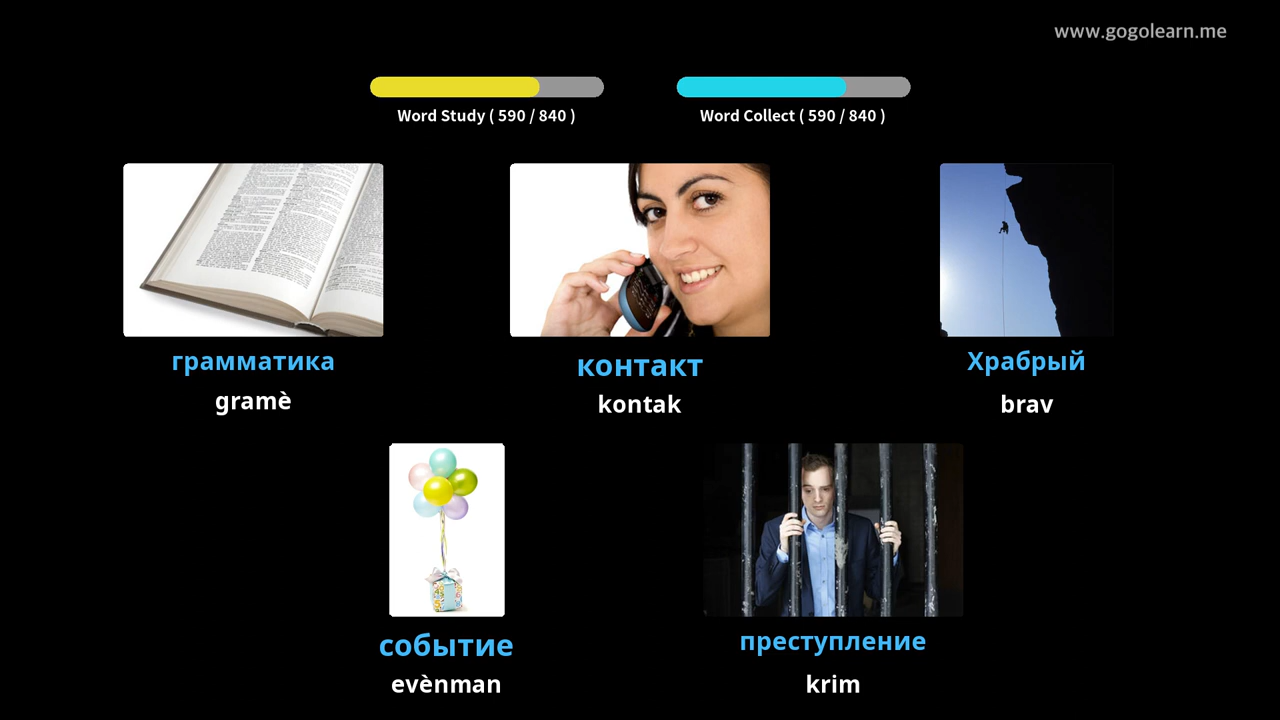 www.gogolearn.me
Word Study ( 590 / 840 )
Word Collect ( 590 / 840 )
грамматика
gramè
контакт
kontak
Храбрый
brav
событие
evènman
преступление
krim